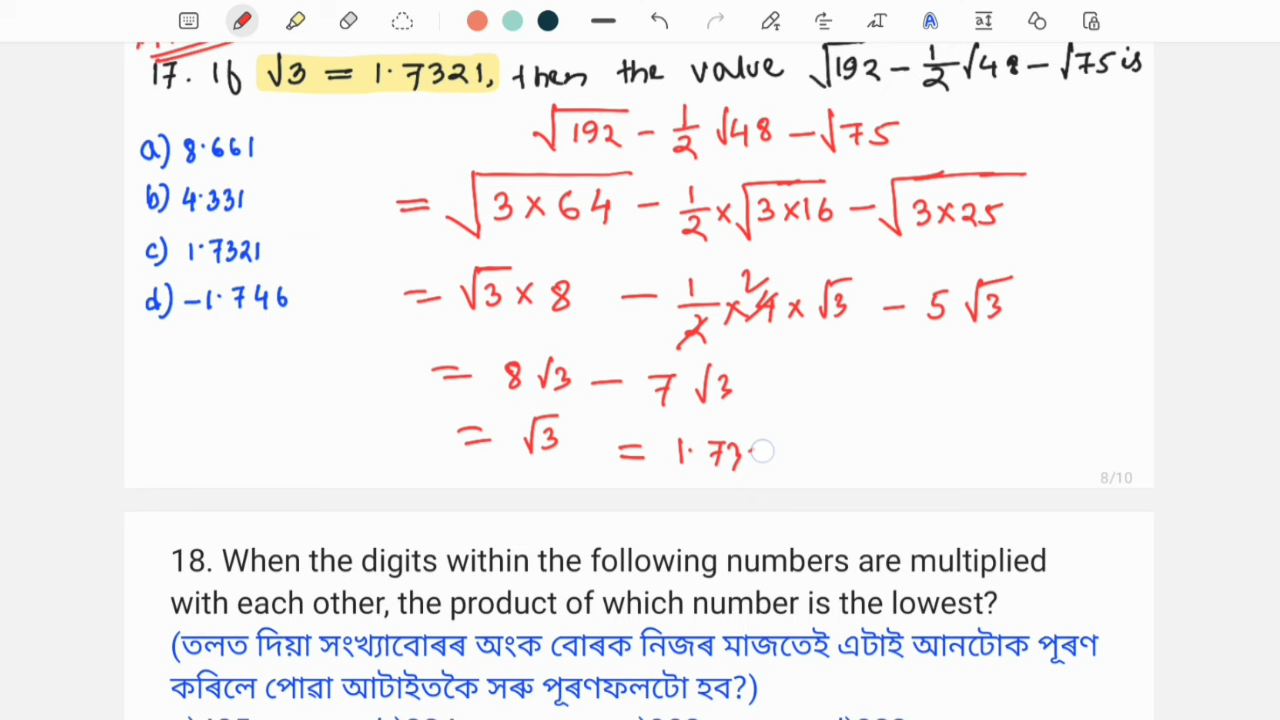 17. If √3 = 1.7321, then the value √192 - 1/2 √48 - √75 is
a) 8.661
b) 4.331
c) 1.7321
d) -1.746
√192 - 1/2 √48 - √75
= √3×64 - 1/2 × √3×16 - √3×25
= √3 × 8 - 1/2 × 4 2 × √3 - 5 √3
= 8√3 - 7√3
= √3 = 1.73
8/10
18. When the digits within the following numbers are multiplied
with each other, the product of which number is the lowest?
(তলত দিয়া সংখ্যাবোৰৰ অংক বোৰক নিজৰ মাজতেই এটাই আনটোক পূৰণ
কৰিলে পোৱা আটাইতকৈ সৰু পূৰণফলটো হব?)